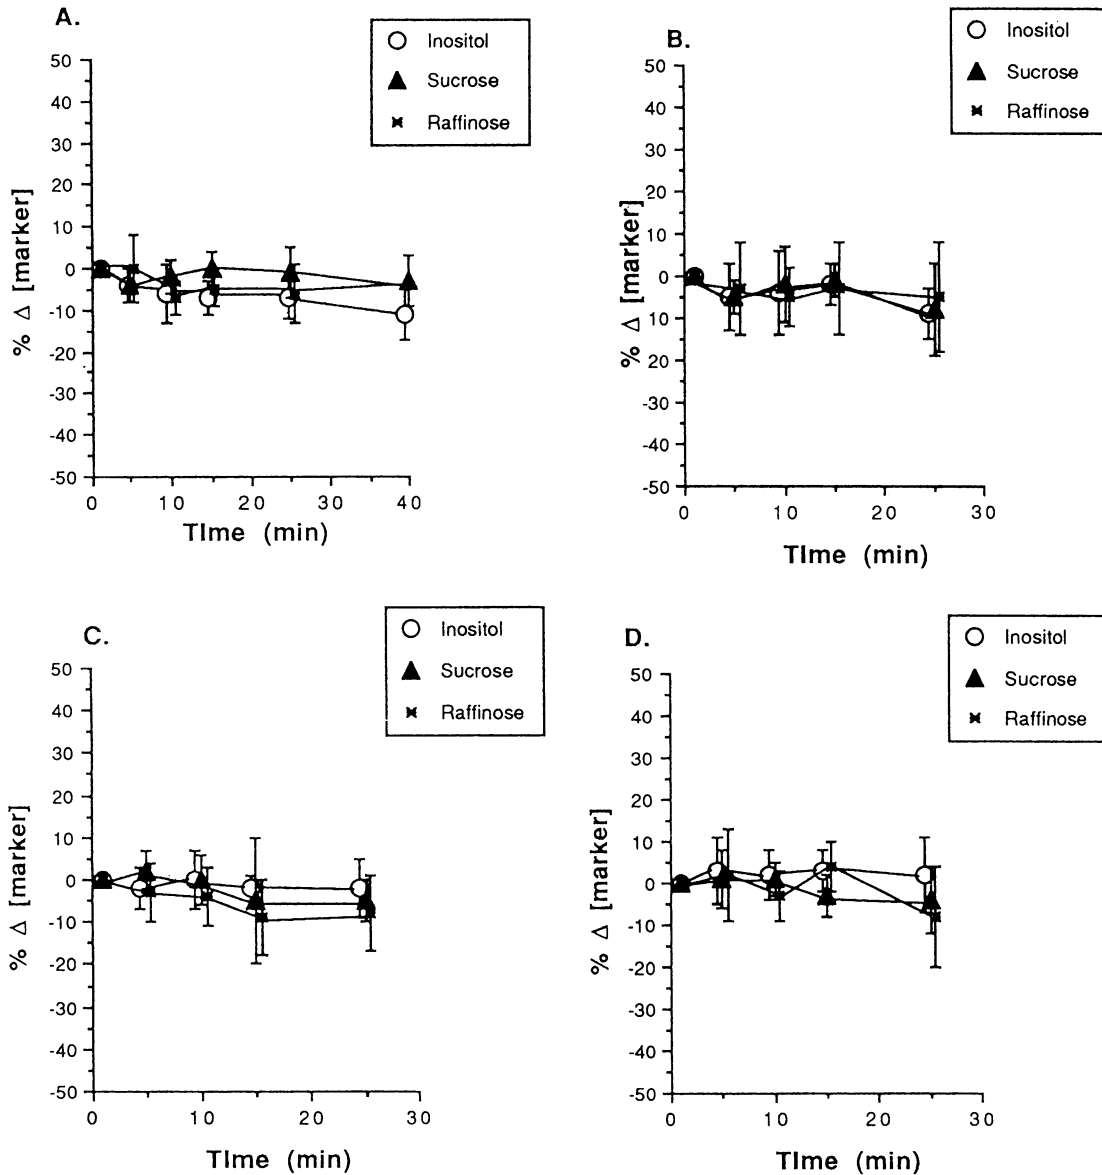 A.
Inositol
Sucrose
Raffinose
50
40
30
20
10
0
-10
-20
-30
-40
-50
% Δ [marker]
0 10 20 30 40
TIme (min)
B.
Inositol
Sucrose
Raffinose
50
40
30
20
10
0
-10
-20
-30
-40
-50
% Δ [marker]
0 10 20 30
TIme (min)
C.
Inositol
Sucrose
Raffinose
50
40
30
20
10
0
-10
-20
-30
-40
-50
% Δ [marker]
0 10 20 30
TIme (min)
D.
Inositol
Sucrose
Raffinose
50
40
30
20
10
0
-10
-20
-30
-40
-50
% Δ [marker]
0 10 20 30
TIme (min)